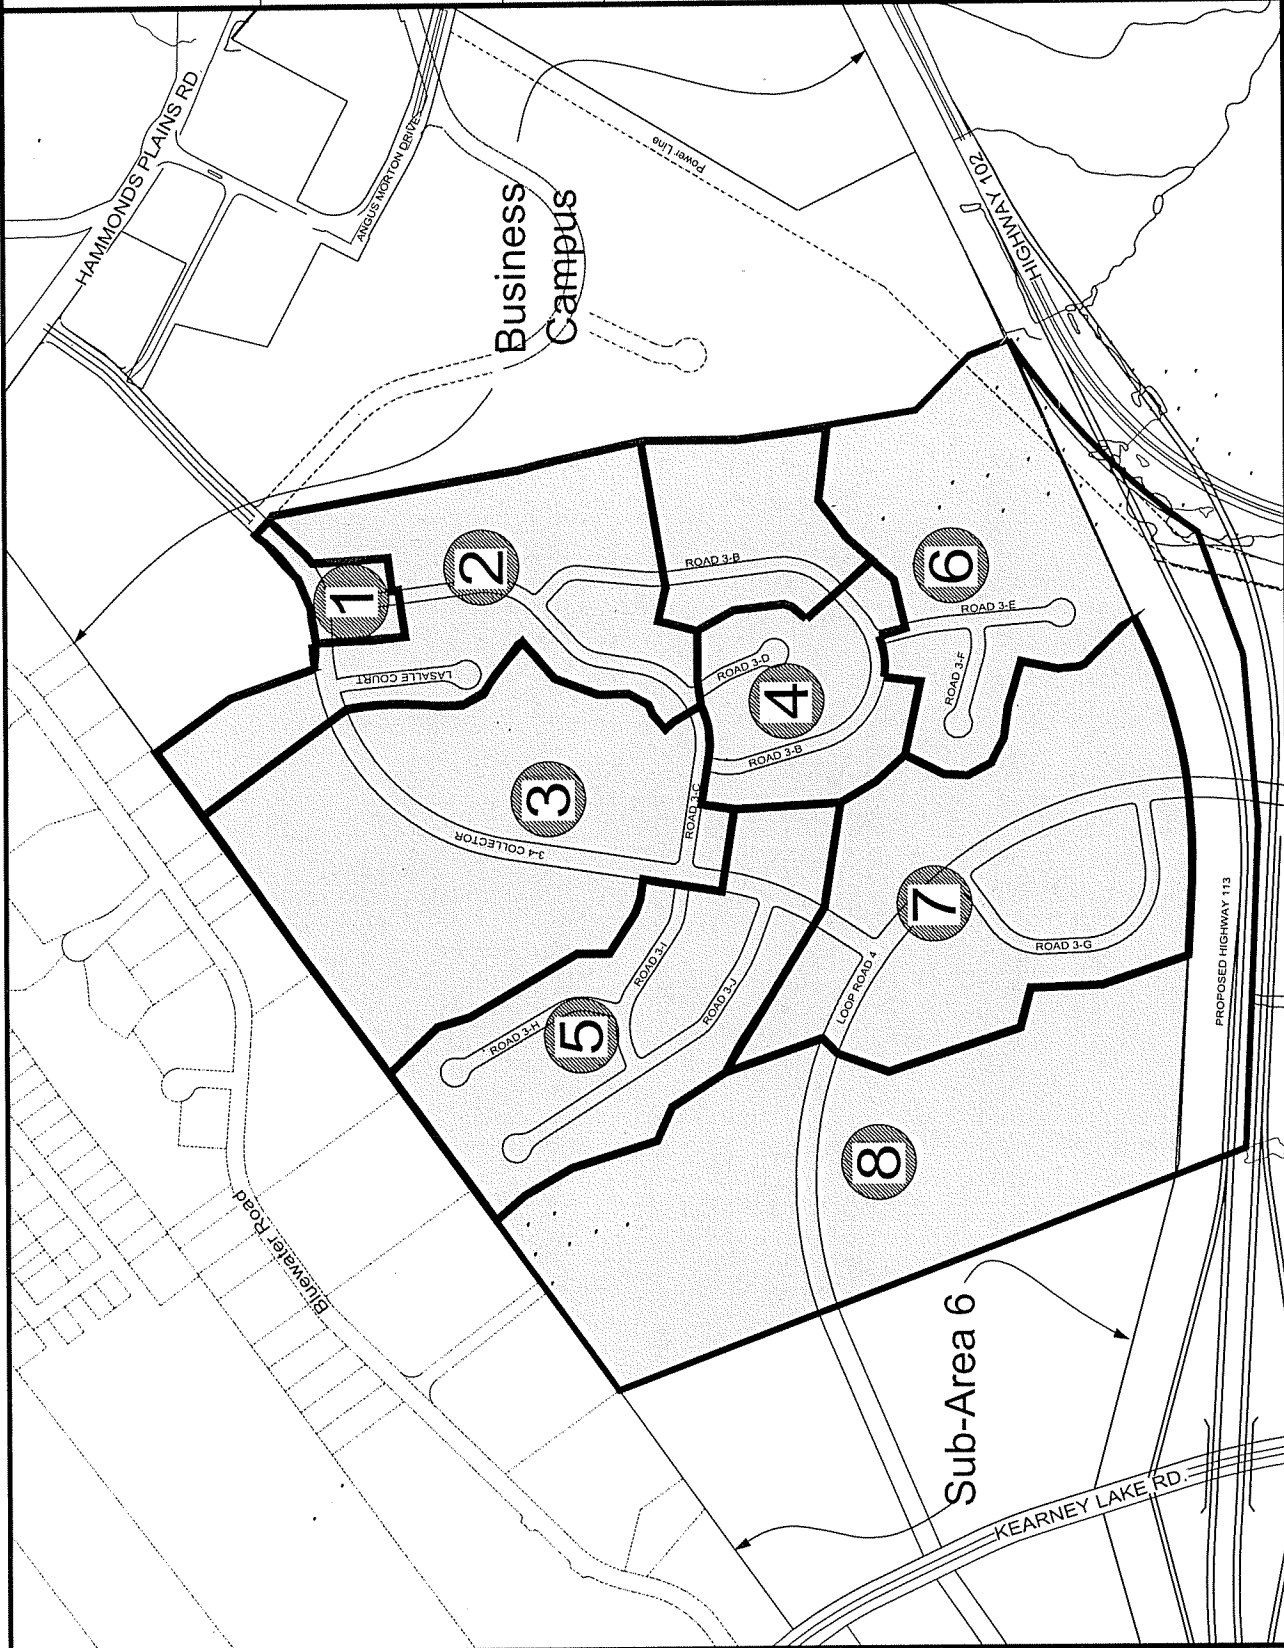 HAMMONDS PLAINS RD
ANGUS MORTON DRIVE
Power Line
HIGHWAY 102
Business
Campus
1
2
3
4
5
6
7
8
LASALLE COURT
3-4 COLLECTOR
ROAD 3-B
ROAD 3-B
ROAD 3-C
ROAD 3-D
ROAD 3-E
ROAD 3-F
ROAD 3-G
ROAD 3-H
ROAD 3-I
ROAD 3-J
LOOP ROAD 4
PROPOSED HIGHWAY 113
Bluewater Road
Sub-Area 6
KEARNEY LAKE RD.